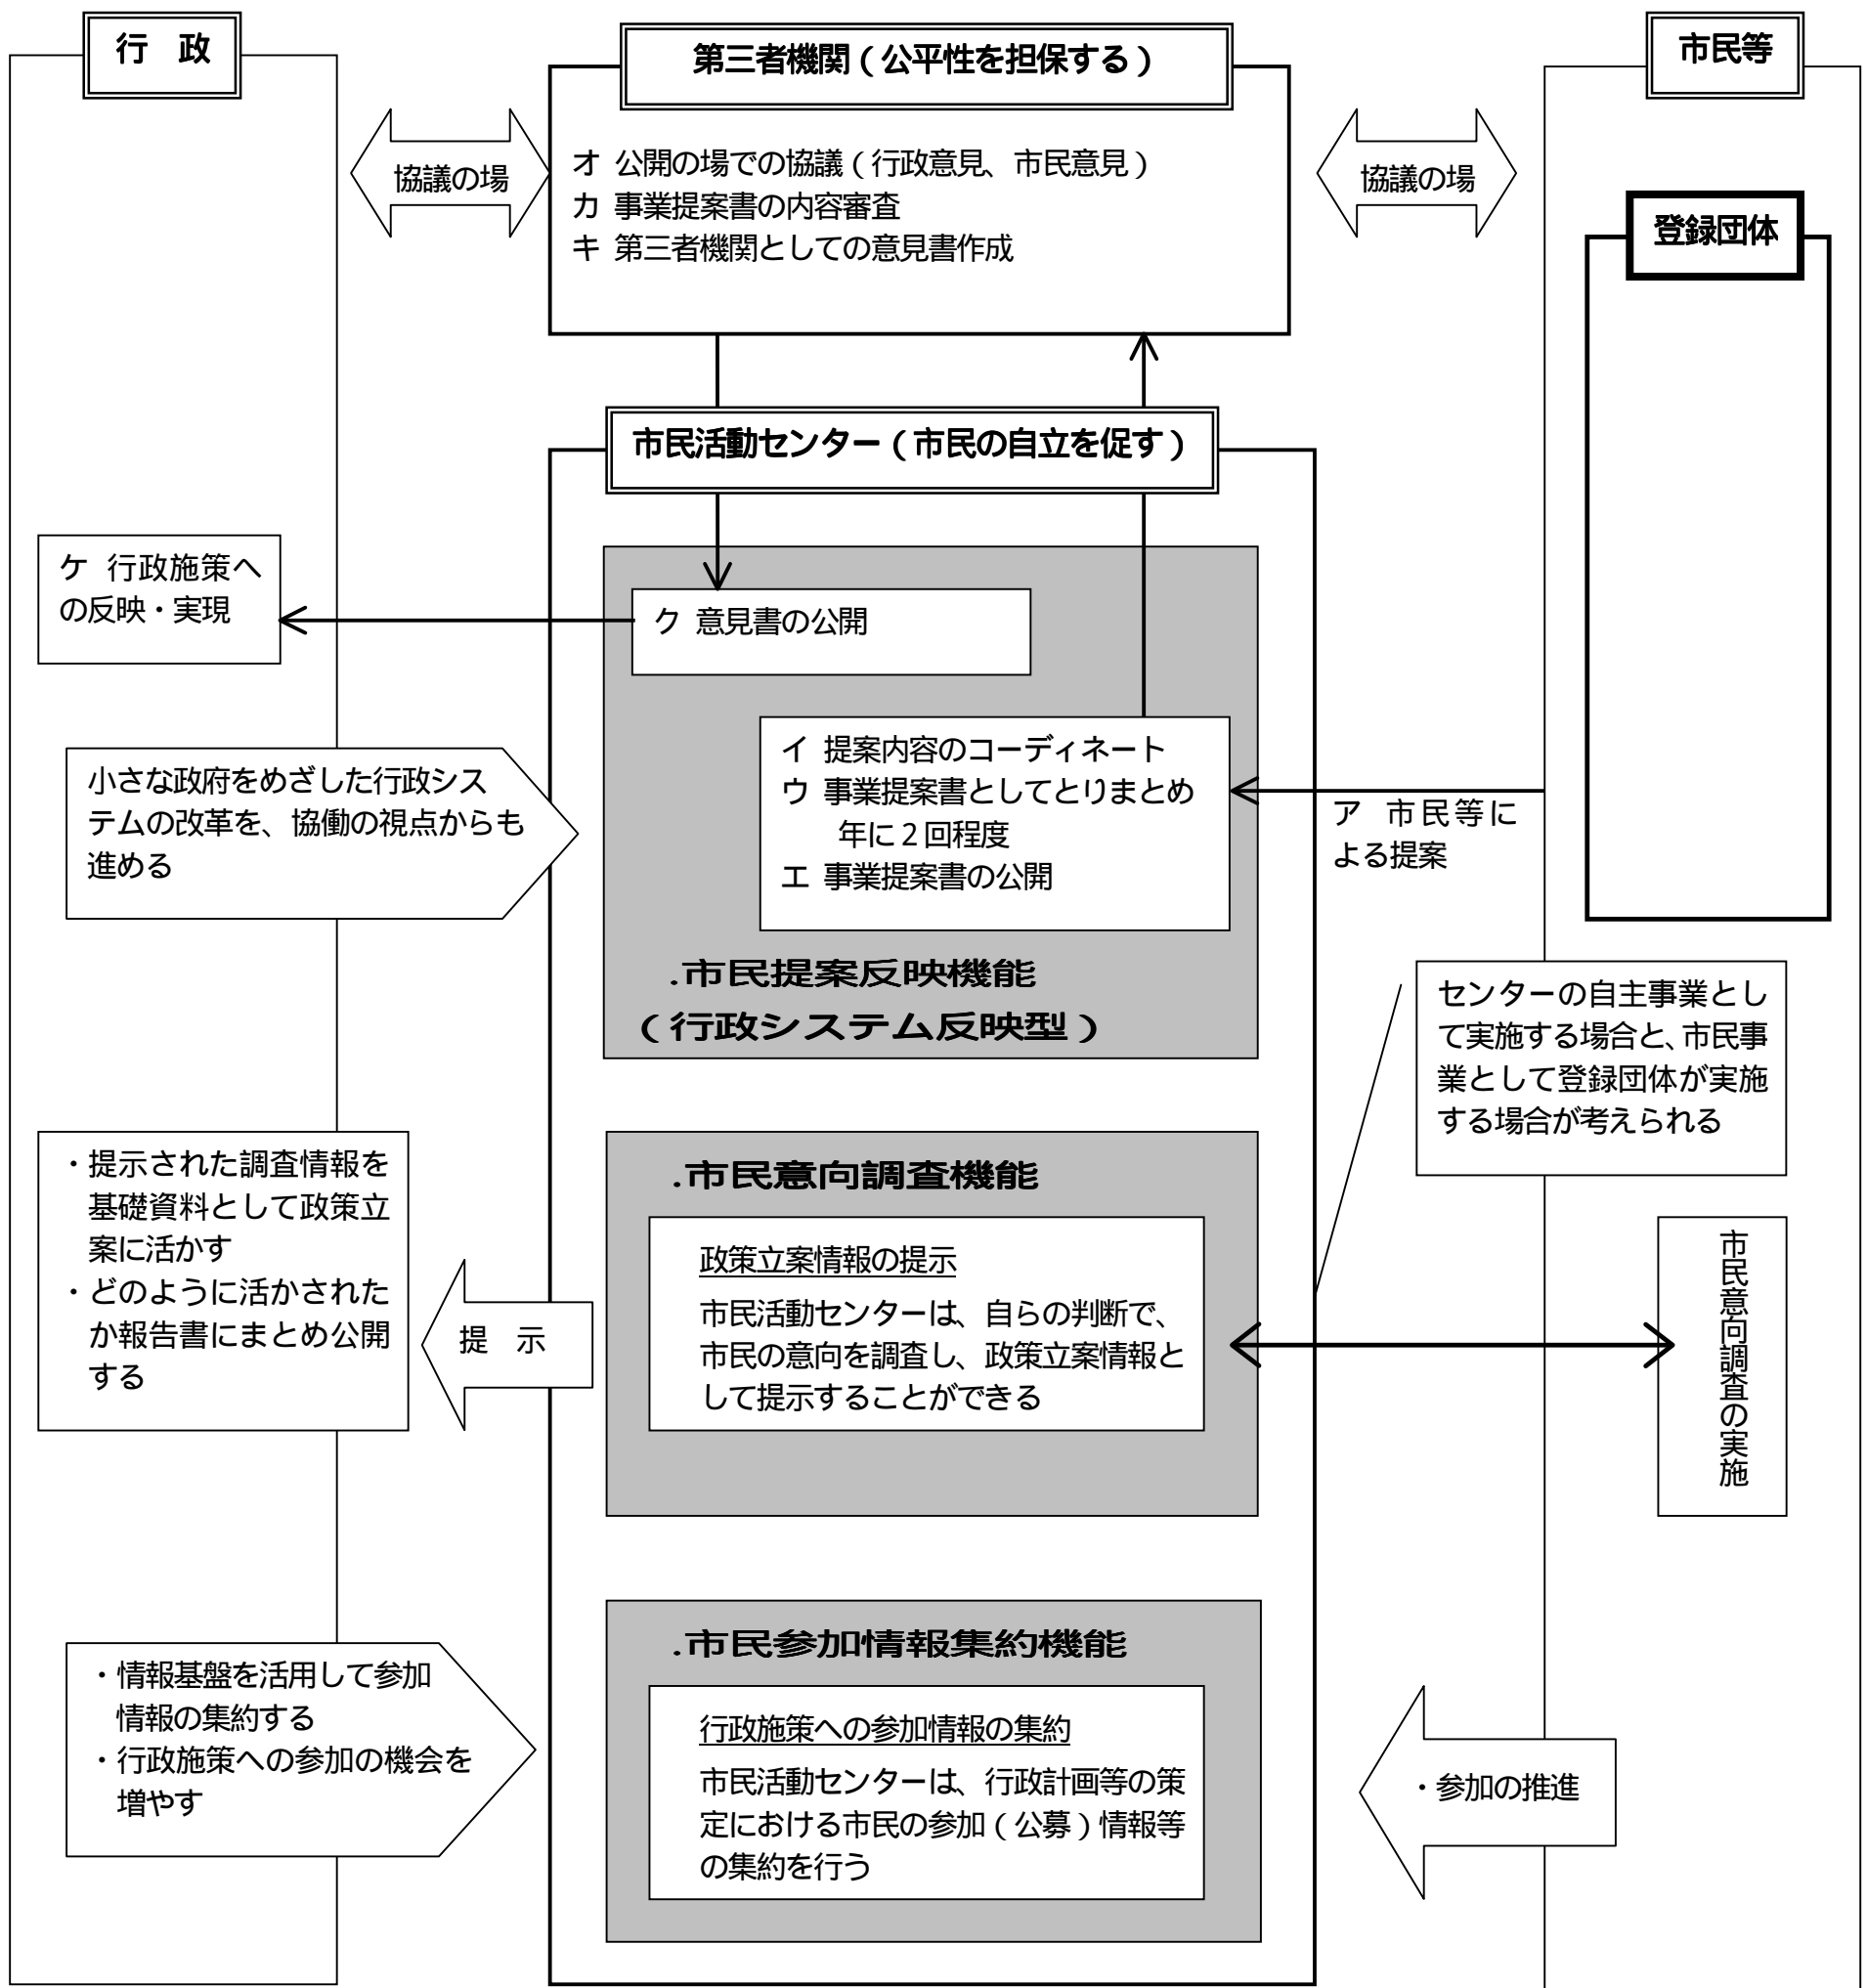 行　政
第三者機関（公平性を担保する）
市民等
協議の場
オ 公開の場での協議（行政意見、市民意見）
カ 事業提案書の内容審査
キ 第三者機関としての意見書作成
協議の場
登録団体
市民活動センター（市民の自立を促す）
ケ 行政施策へ
の反映・実現
ク 意見書の公開
小さな政府をめざした行政シス
テムの改革を、協働の視点からも
進める
イ 提案内容のコーディネート
ウ 事業提案書としてとりまとめ
年に２回程度
エ 事業提案書の公開
ア 市民等に
よる提案
.市民提案反映機能
（行政システム反映型）
センターの自主事業とし
て実施する場合と、市民事
業として登録団体が実施
する場合が考えられる
・提示された調査情報を
基礎資料として政策立
案に活かす
・どのように活かされた
か報告書にまとめ公開
する
提　示
.市民意向調査機能
政策立案情報の提示
市民活動センターは、自らの判断で、
市民の意向を調査し、政策立案情報と
して提示することができる
市民意向調査の実施
・情報基盤を活用して参加
情報の集約する
・行政施策への参加の機会を
増やす
.市民参加情報集約機能
行政施策への参加情報の集約
市民活動センターは、行政計画等の策
定における市民の参加（公募）情報等
の集約を行う
・参加の推進